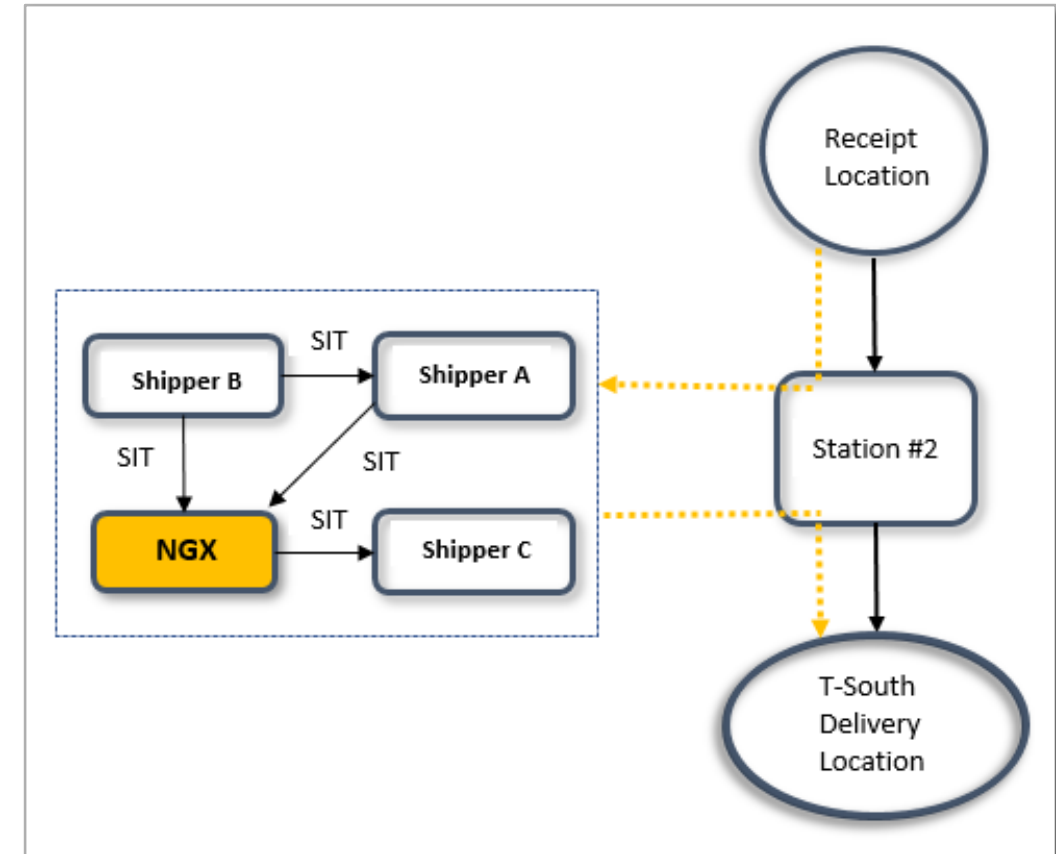 Receipt
Location
SIT
Shipper B
Shipper A
SIT
SIT
Station #2
SIT
NGX
Shipper C
T-South
Delivery
Location